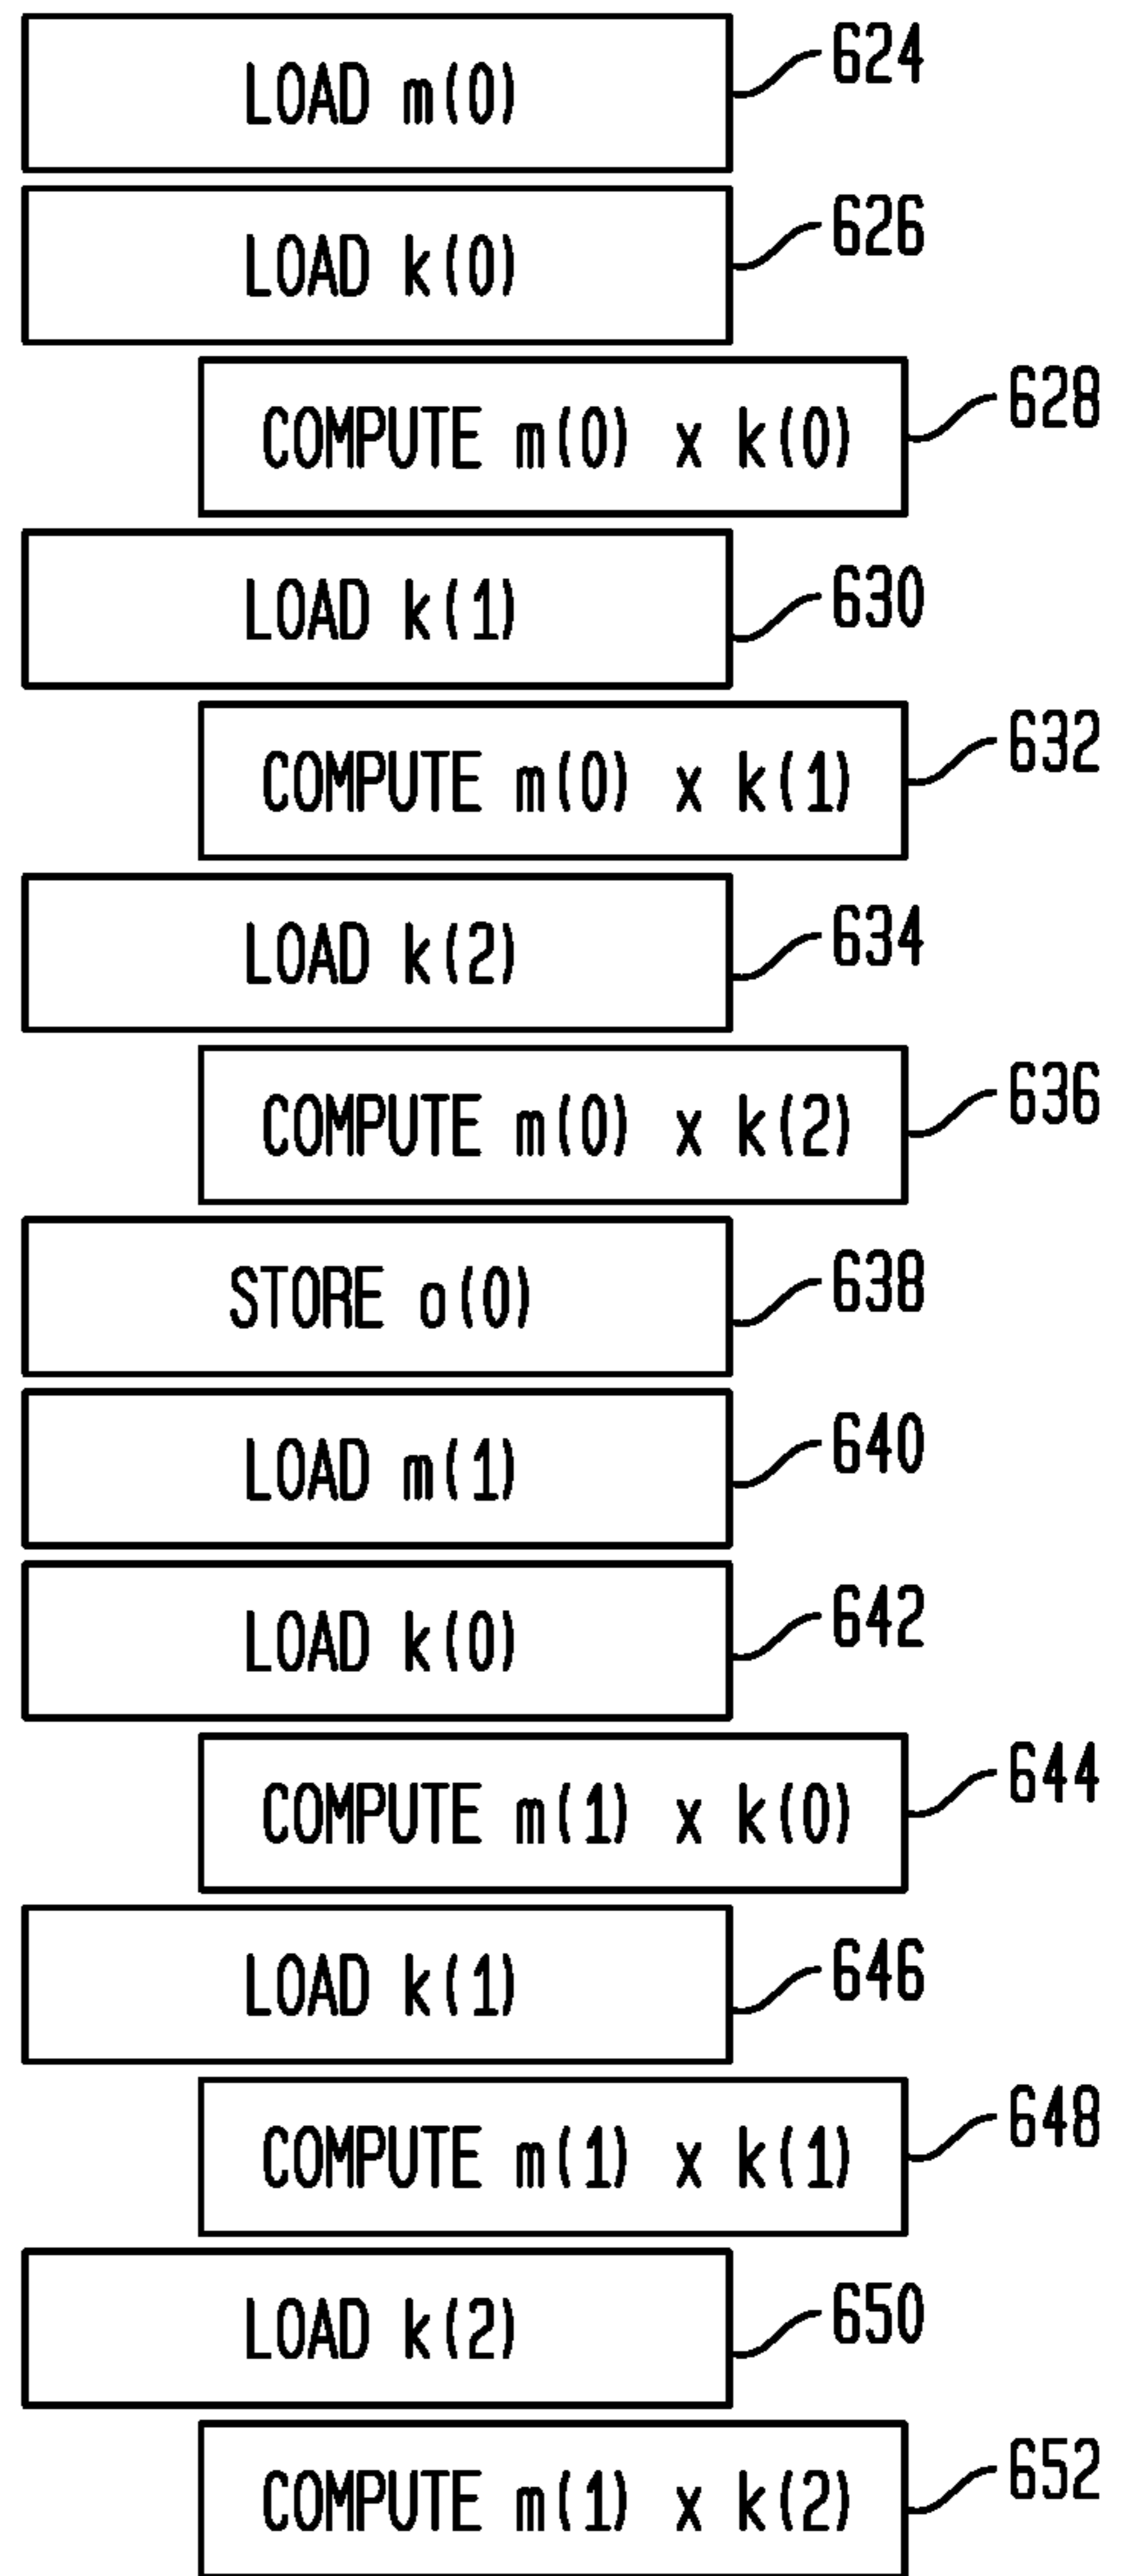 LOAD m(0) 624
LOAD k(0) 626
COMPUTE m(0) x k(0) 628
LOAD k(1) 630
COMPUTE m(0) x k(1) 632
LOAD k(2) 634
COMPUTE m(0) x k(2) 636
STORE o(0) 638
LOAD m(1) 640
LOAD k(0) 642
COMPUTE m(1) x k(0) 644
LOAD k(1) 646
COMPUTE m(1) x k(1) 648
LOAD k(2) 650
COMPUTE m(1) x k(2) 652